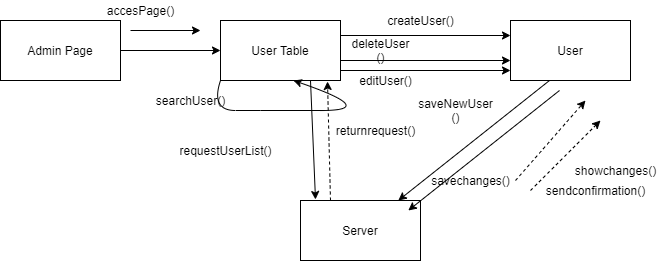 accesPage()
createUser()
Admin Page
User Table
deleteUser
()
User
editUser()
searchUser()
saveNewUser
()
returnrequest()
requestUserList()
showchanges()
savechanges()
sendconfirmation()
Server